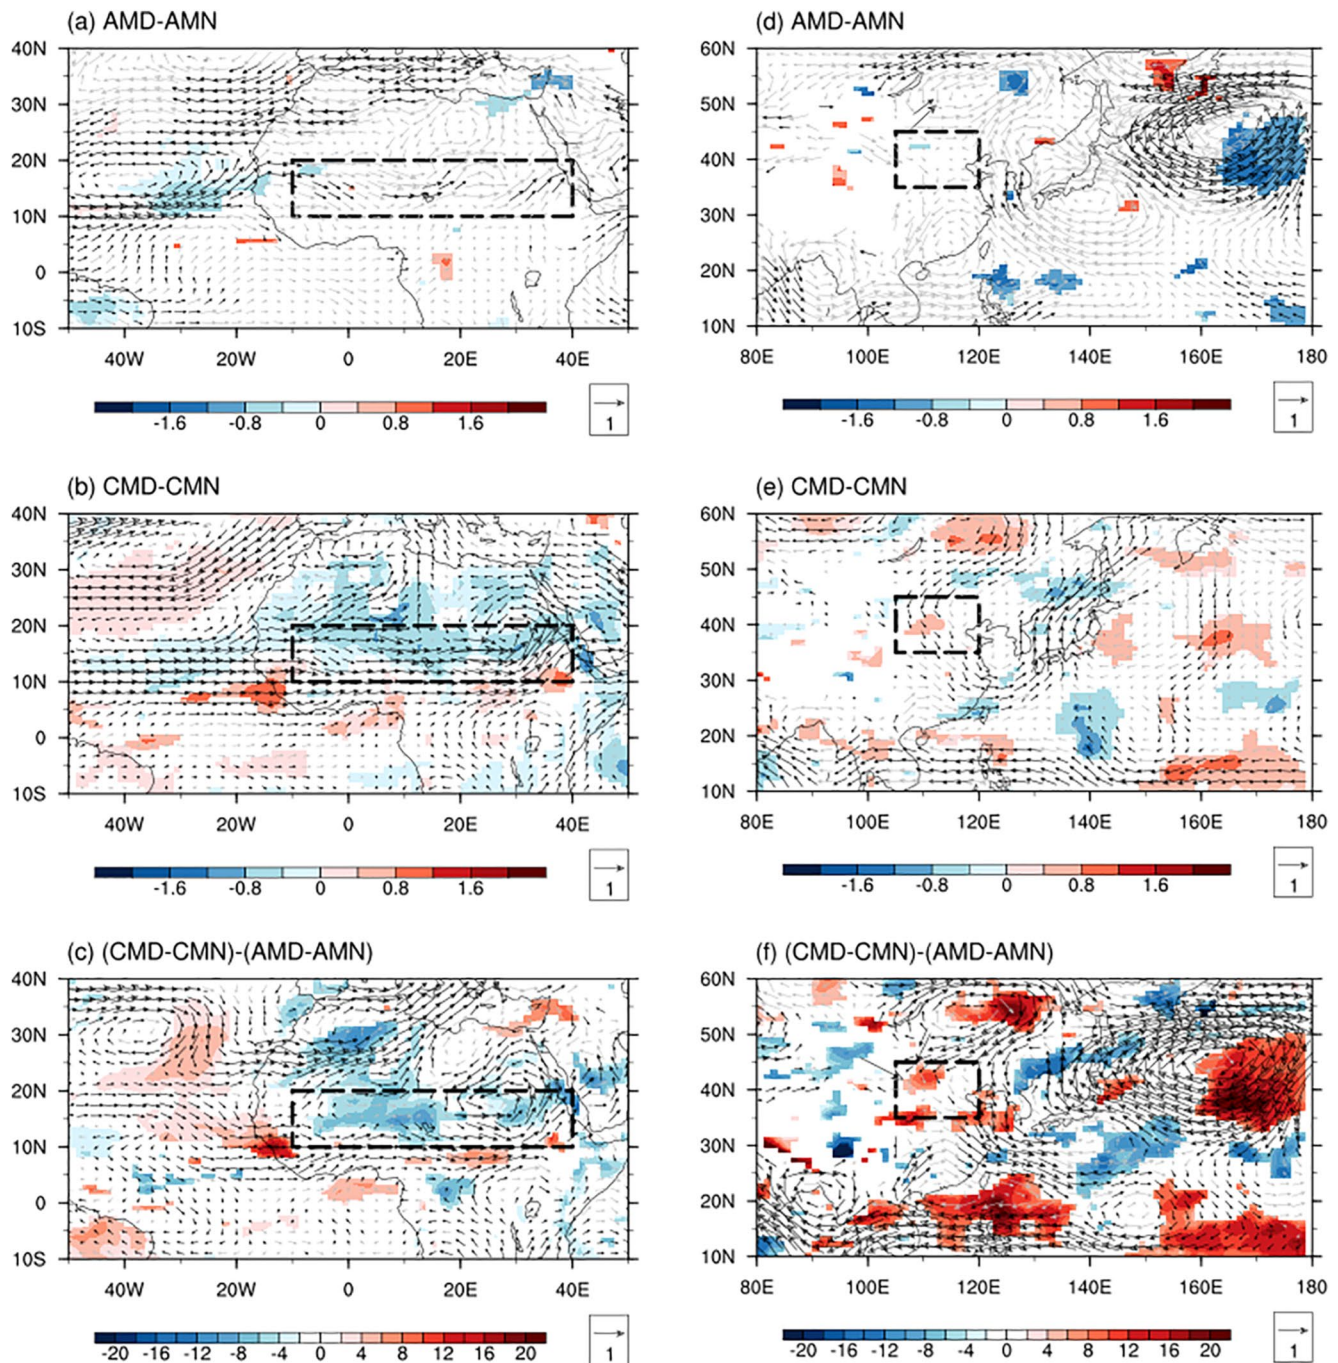 (a) AMD-AMN
40N
30N
20N
10N
0
10S
40W 20W 0 20E 40E
-1.6 -0.8 0 0.8 1.6
1
(d) AMD-AMN
60N
50N
40N
30N
20N
10N
80E 100E 120E 140E 160E 180
-1.6 -0.8 0 0.8 1.6
1
(b) CMD-CMN
40N
30N
20N
10N
0
10S
40W 20W 0 20E 40E
-1.6 -0.8 0 0.8 1.6
1
(e) CMD-CMN
60N
50N
40N
30N
20N
10N
80E 100E 120E 140E 160E 180
-1.6 -0.8 0 0.8 1.6
1
(c) (CMD-CMN)-(AMD-AMN)
40N
30N
20N
10N
0
10S
40W 20W 0 20E 40E
-20 -16 -12 -8 -4 0 4 8 12 16 20
1
(f) (CMD-CMN)-(AMD-AMN)
60N
50N
40N
30N
20N
10N
80E 100E 120E 140E 160E 180
-20 -16 -12 -8 -4 0 4 8 12 16 20
1